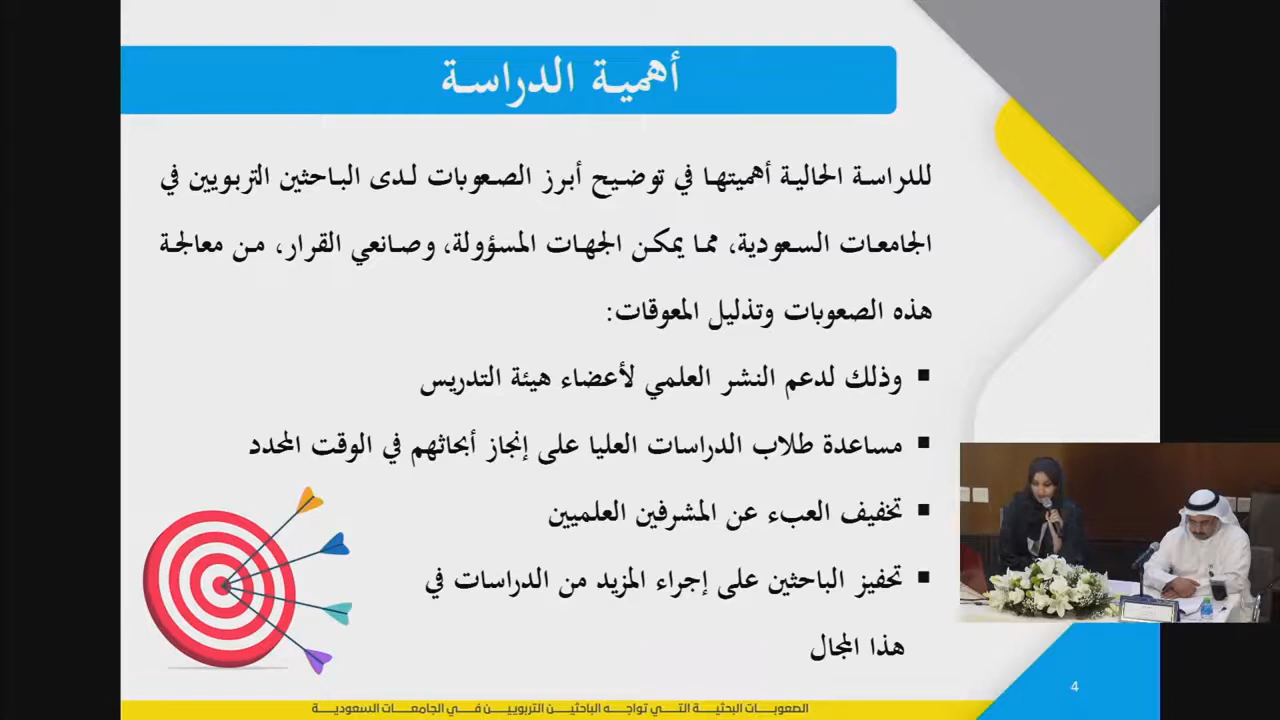 أهمية الدراسة
للدراسة الحالية أهميتها في توضيح أبرز الصعوبات لدى الباحثين التربويين في
الجامعات السعودية، مما يمكن الجهات المسؤولة، وصانعي القرار، من معالجة
هذه الصعوبات وتذليل المعوقات:
▪ وذلك لدعم النشر العلمي لأعضاء هيئة التدريس
▪ مساعدة طلاب الدراسات العليا على إنجاز أبحاثهم في الوقت المحدد
▪ تخفيف العبء عن المشرفين العلميين
▪ تحفيز الباحثين على إجراء المزيد من الدراسات في
هذا المجال
4
الصعوبات البحثية التي تواجه الباحثين التربويين في الجامعات السعودية